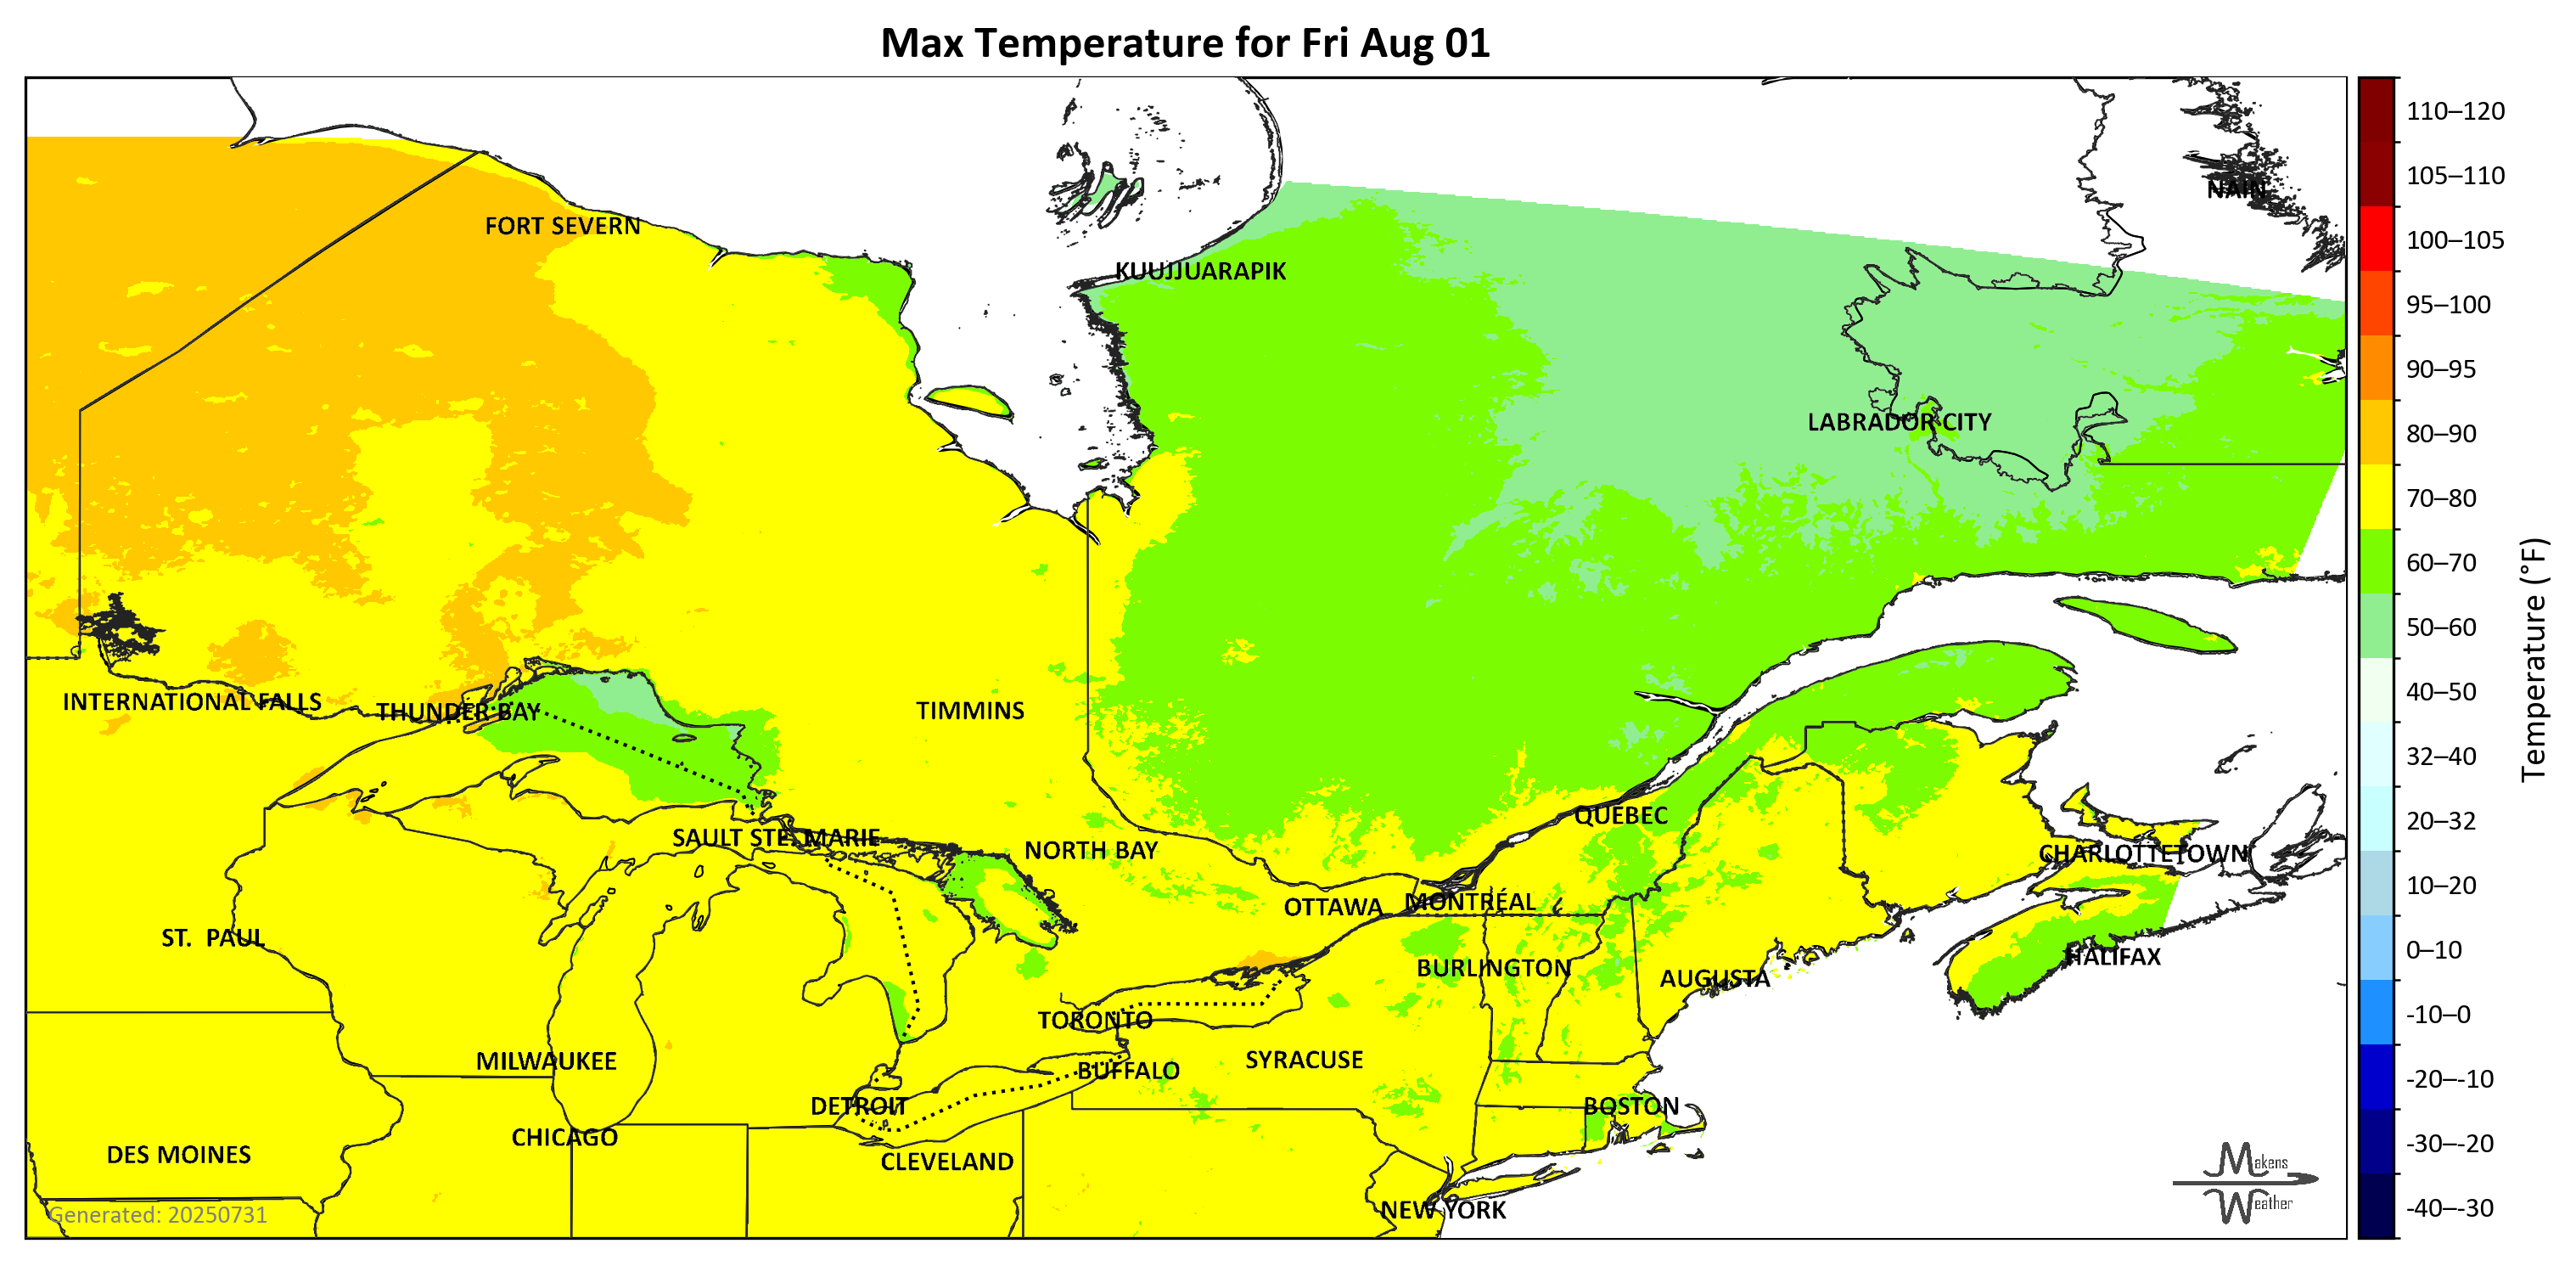 Max Temperature for Fri Aug 01
110–120
105–110
NAIN
FORT SEVERN
100–105
KUUJJUARAPIK
95–100
90–95
LABRADOR CITY
80–90
70–80
60–70
Temperature (°F)
50–60
INTERNATIONAL FALLS
THUNDER BAY
TIMMINS
40–50
32–40
QUÉBEC
20–32
SAULT STE. MARIE
NORTH BAY
CHARLOTTETOWN
10–20
OTTAWA
MONTRÉAL
ST. PAUL
0–10
HALIFAX
BURLINGTON
AUGUSTA
-10–0
TORONTO
MILWAUKEE
BUFFALO
SYRACUSE
-20–-10
DETROIT
BOSTON
CHICAGO
-30–-20
DES MOINES
CLEVELAND
Makens
Weather
NEW YORK
-40–-30
Generated: 20250731